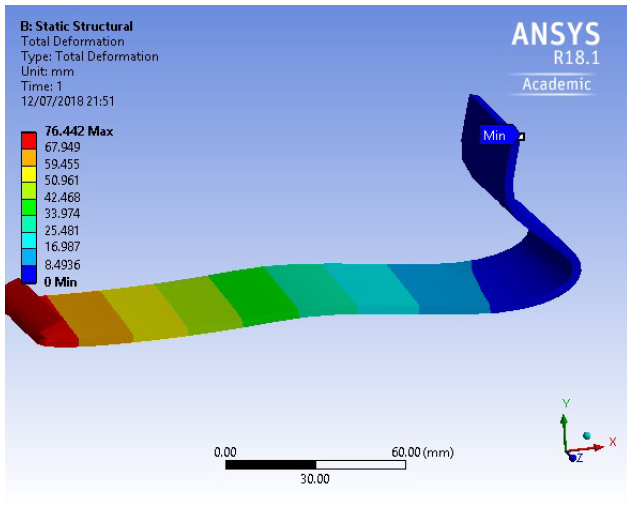 B: Static Structural
Total Deformation
Type: Total Deformation
Unit: mm
Time: 1
12/07/2018 21:51
ANSYS
R18.1
Academic
76.442 Max
67.949
59.455
50.961
42.468
33.974
25.481
16.987
8.4936
0 Min
Min
0.00
60.00 (mm)
30.00
Y
X
Z